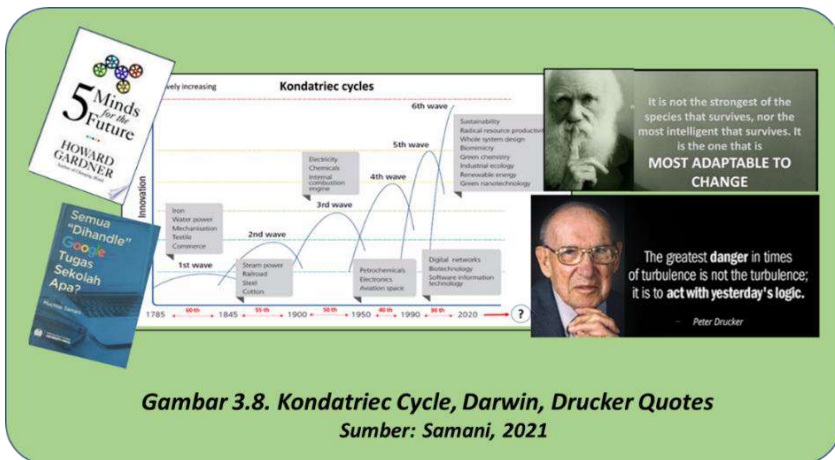 5 Minds
for the
Future
HOWARD
GARDNER
Semua
"Dihandle"
Google
Tugas
Sekolah
Apa?
Muchlas Samani
vely increasing
Kondatriec cycles
Innovation
1st wave
2nd wave
3rd wave
4th wave
5th wave
6th wave
Iron
Water power
Mechanisation
Textile
Commerce
Steam power
Railroad
Steel
Cotton
Electricity
Chemicals
Internal
combustion
engine
Petrochemicals
Electronics
Aviation space
Digital networks
Biotechnology
Software information
technology
Sustainability
Radical resource productivit
Whole system design
Biomimicry
Green chemistry
Industrial ecology
Renewable energy
Green nanotechnology
1785 60 th 1845 55 th 1900 50 th 1950 40 th 1990 30 th 2020 ?
It is not the strongest of the
species that survives, nor the
most intelligent that survives. It
is the one that is
MOST ADAPTABLE TO
CHANGE
The greatest danger in times
of turbulence is not the turbulence;
it is to act with yesterday's logic.
Peter Drucker
Gambar 3.8. Kondatriec Cycle, Darwin, Drucker Quotes
Sumber: Samani, 2021